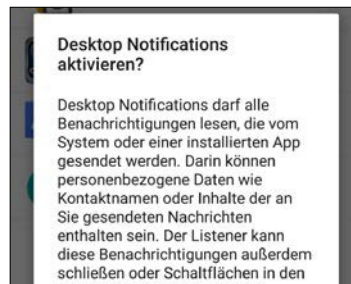 Desktop Notifications
aktivieren?
Desktop Notifications darf alle
Benachrichtigungen lesen, die vom
System oder einer installierten App
gesendet werden. Darin können
personenbezogene Daten wie
Kontaktnamen oder Inhalte der an
Sie gesendeten Nachrichten
enthalten sein. Der Listener kann
diese Benachrichtigungen außerdem
schließen oder Schaltflächen in den